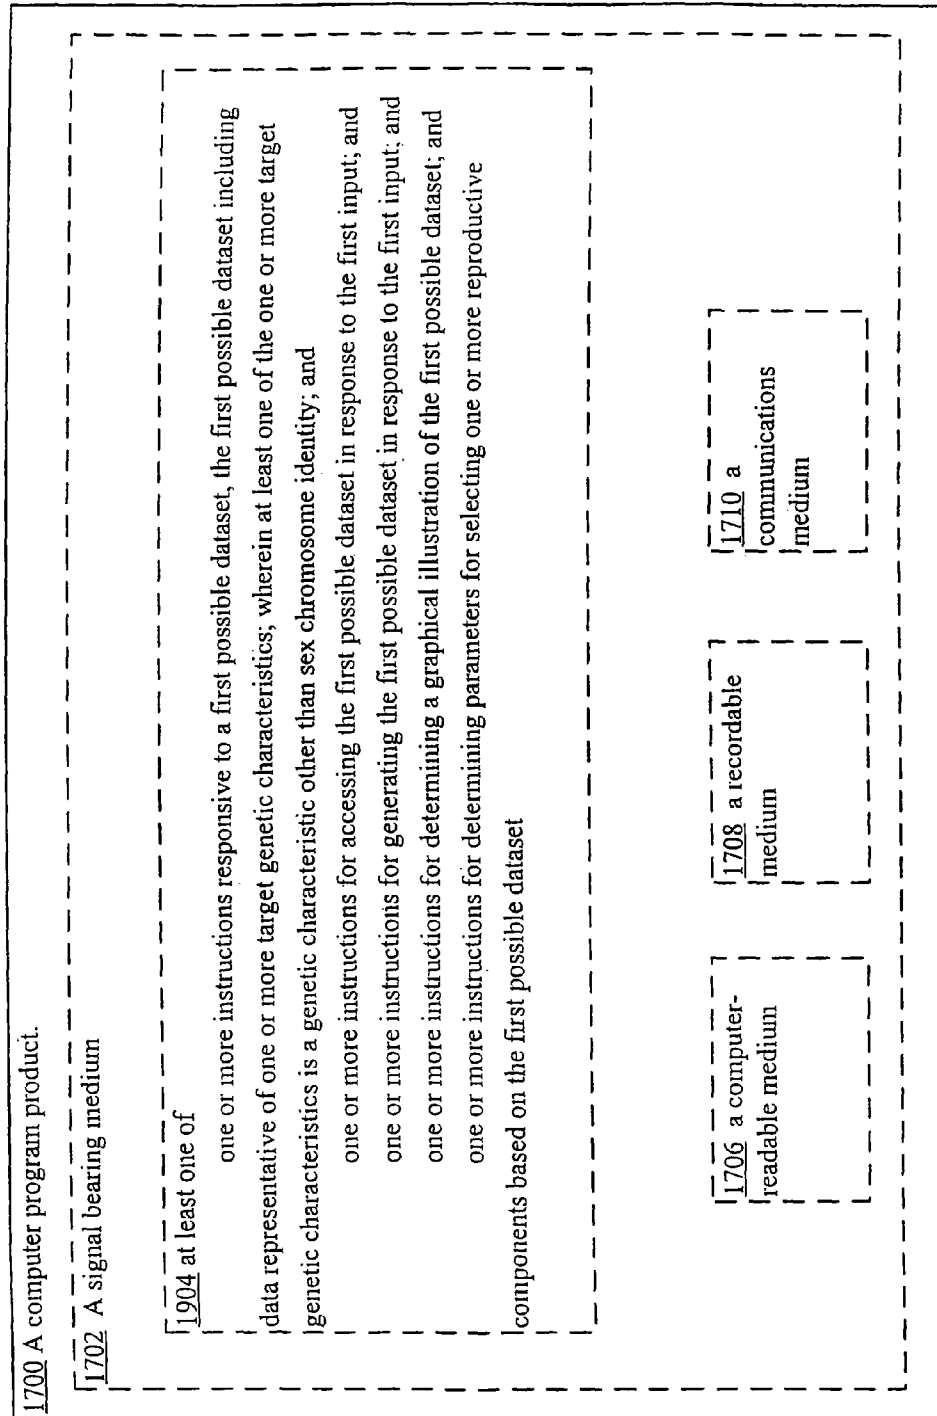 1700 A computer program product.
1702 A signal bearing medium
1904 at least one of
one or more instructions responsive to a first possible dataset, the first possible dataset including
data representative of one or more target genetic characteristics; wherein at least one of the one or more target
genetic characteristics is a genetic characteristic other than sex chromosome identity; and
one or more instructions for accessing the first possible dataset in response to the first input; and
one or more instructions for generating the first possible dataset in response to the first input; and
one or more instructions for determining a graphical illustration of the first possible dataset; and
one or more instructions for determining parameters for selecting one or more reproductive
components based on the first possible dataset
1706 a computer-
readable medium
1708 a recordable
medium
1710 a
communications
medium